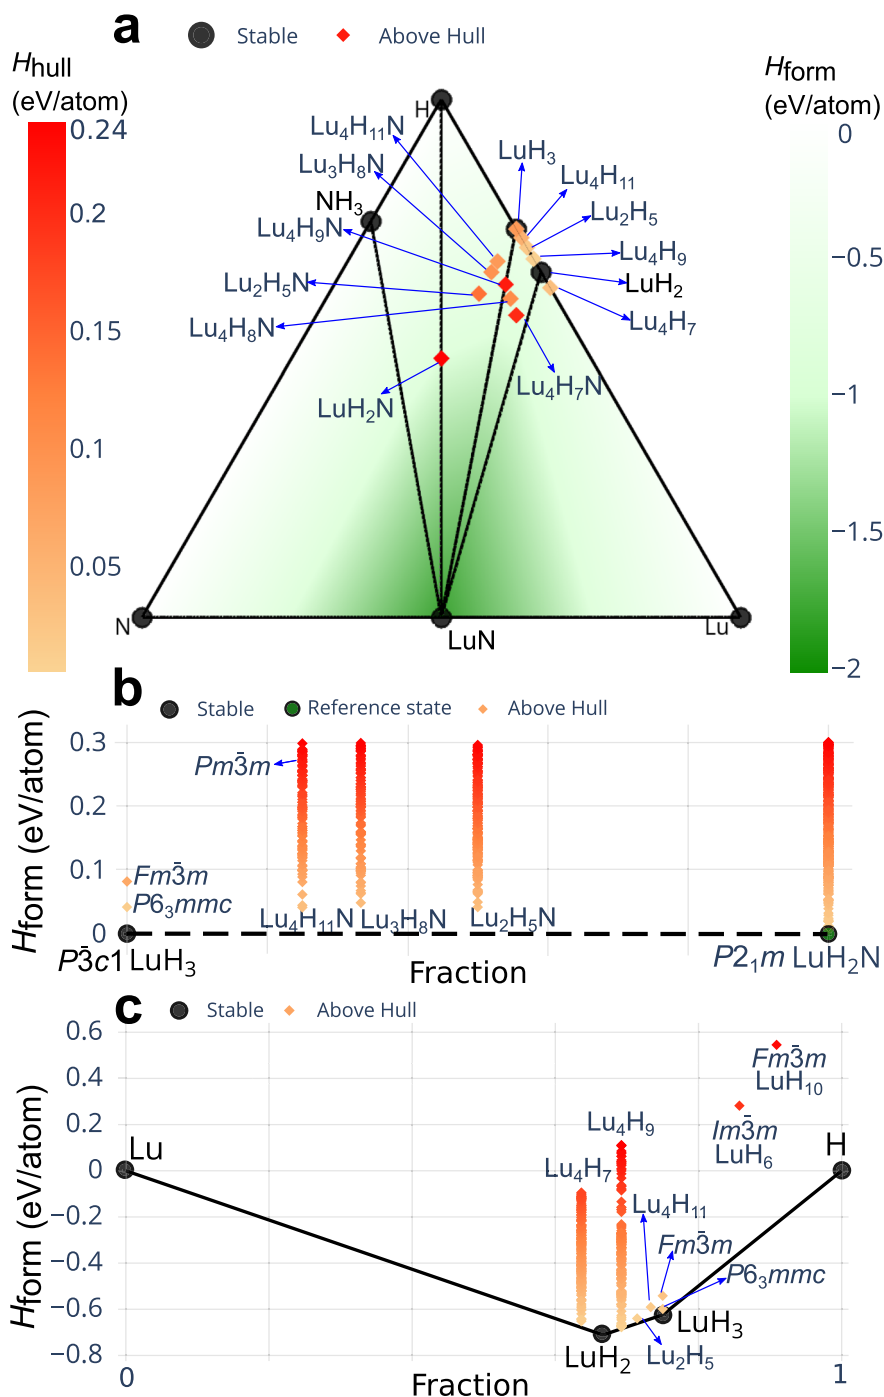 a
Stable
Above Hull
H_hull
(eV/atom)
0.24
0.2
0.15
0.1
0.05
H_form
(eV/atom)
0
−0.5
−1
−1.5
−2
H
Lu₄H₁₁N
Lu₃H₈N
NH₃
Lu₄H₉N
Lu₂H₅N
Lu₄H₈N
LuH₂N
LuH₃
Lu₄H₁₁
Lu₂H₅
Lu₄H₉
LuH₂
Lu₄H₇
Lu₄H₇N
N
LuN
Lu
b
Stable
Reference state
Above Hull
Hform (eV/atom)
0.3
0.2
0.1
0
Pm3̄m
Fm3̄m
P6₃mmc
Lu₄H₁₁N
Lu₃H₈N
Lu₂H₅N
P3̄c1 LuH₃
Fraction
P2₁m LuH₂N
c
Stable
Above Hull
Hform (eV/atom)
0.6
0.4
0.2
0
−0.2
−0.4
−0.6
−0.8
Fm3̄m
LuH₁₀
Im3̄m
LuH₆
Lu
Lu₄H₉
H
Lu₄H₇
Lu₄H₁₁
Fm3̄m
P6₃mmc
LuH₃
LuH₂
Lu₂H₅
0
Fraction
1